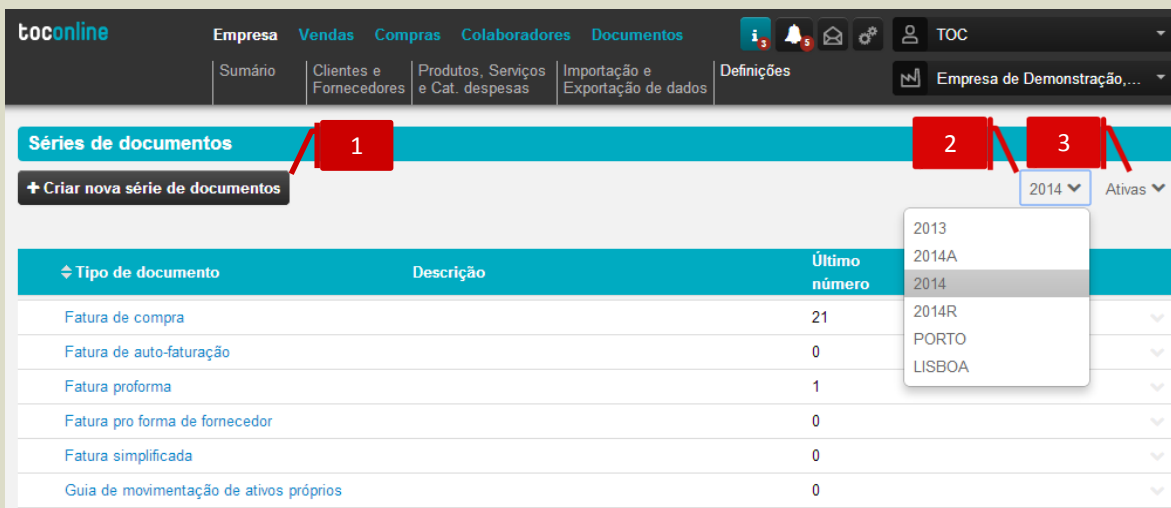 toconline
Empresa Vendas Compras Colaboradores Documentos
i 3 5
TOC
Sumário
Clientes e
Fornecedores
Produtos, Serviços
e Cat. despesas
Importação e
Exportação de dados
Definições
Empresa de Demonstração,...
Séries de documentos
1
2
3
+ Criar nova série de documentos
2014
Ativas
2013
2014A
2014
2014R
PORTO
LISBOA
Tipo de documento
Descrição
Último
número
Fatura de compra 21
Fatura de auto-faturação 0
Fatura proforma 1
Fatura pro forma de fornecedor 0
Fatura simplificada 0
Guia de movimentação de ativos próprios 0